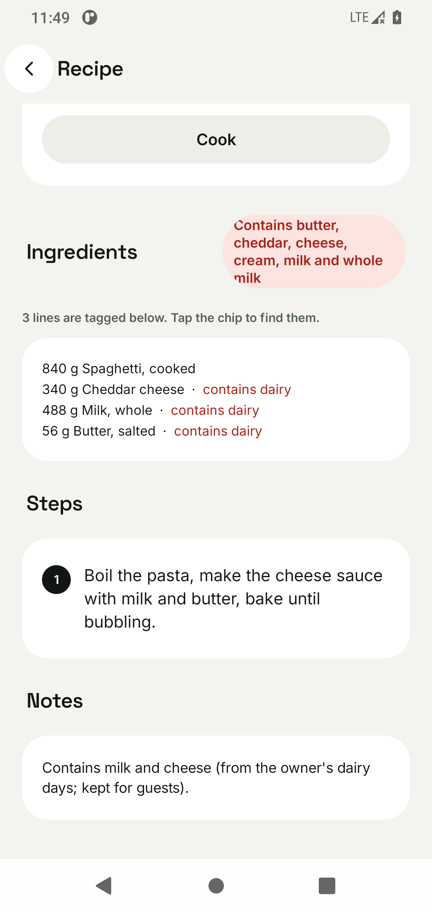 11:49
LTE
Recipe
Cook
Ingredients
Contains butter,
cheddar, cheese,
cream, milk and whole
milk
3 lines are tagged below. Tap the chip to find them.
840 g Spaghetti, cooked
340 g Cheddar cheese · contains dairy
488 g Milk, whole · contains dairy
56 g Butter, salted · contains dairy
Steps
1
Boil the pasta, make the cheese sauce
with milk and butter, bake until
bubbling.
Notes
Contains milk and cheese (from the owner's dairy
days; kept for guests).